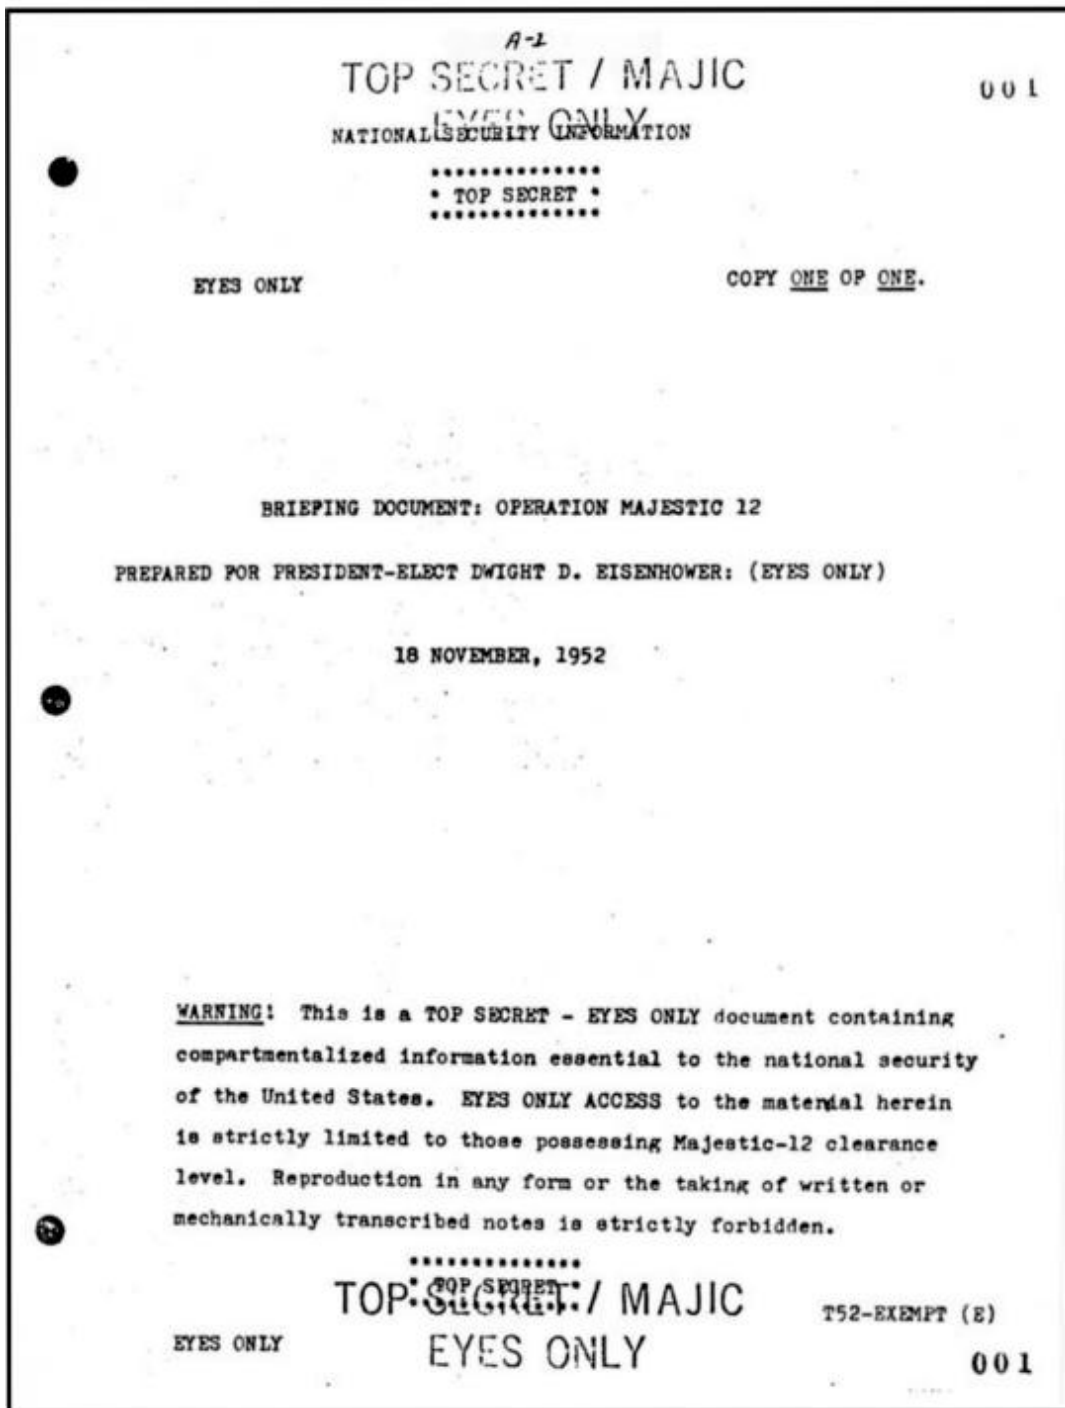 A-1
TOP SECRET / MAJIC
001
EYES ONLY
NATIONAL SECURITY INFORMATION
• TOP SECRET •
EYES ONLY
COPY ONE OF ONE.
BRIEFING DOCUMENT: OPERATION MAJESTIC 12
PREPARED FOR PRESIDENT-ELECT DWIGHT D. EISENHOWER: (EYES ONLY)
18 NOVEMBER, 1952
WARNING! This is a TOP SECRET - EYES ONLY document containing
compartmentalized information essential to the national security
of the United States. EYES ONLY ACCESS to the material herein
is strictly limited to those possessing Majestic-12 clearance
level. Reproduction in any form or the taking of written or
mechanically transcribed notes is strictly forbidden.
• TOP SECRET •
TOP SECRET / MAJIC
T52-EXEMPT (E)
EYES ONLY
EYES ONLY
001